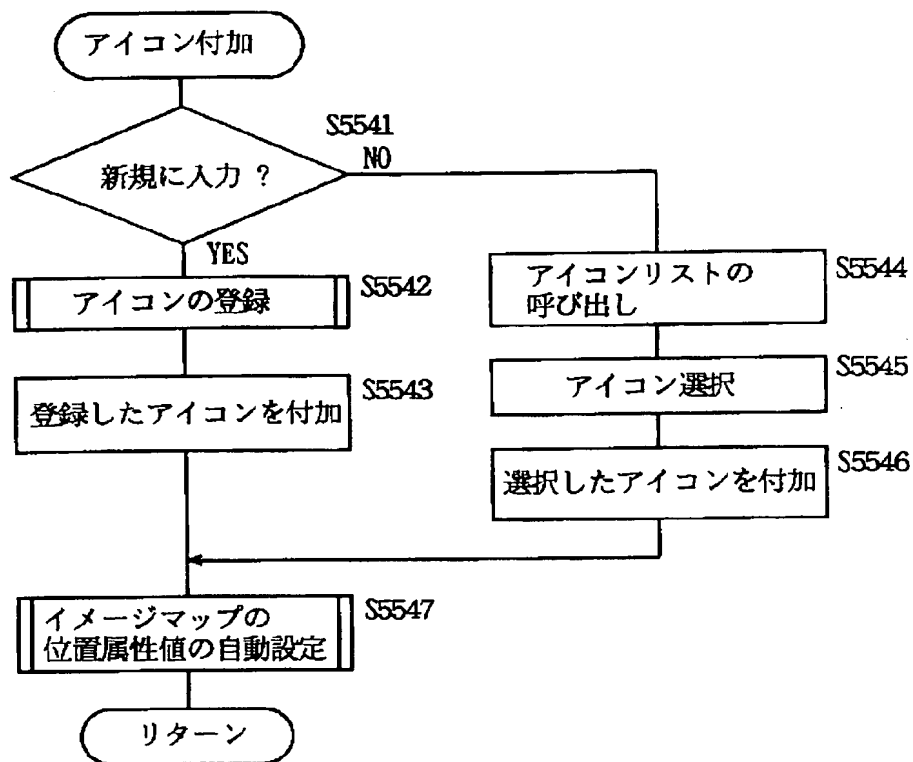 アイコン付加
S5541
新規に入力 ?
NO
YES
アイコンの登録
S5542
登録したアイコンを付加
S5543
アイコンリストの
呼び出し
S5544
アイコン選択
S5545
選択したアイコンを付加
S5546
イメージマップの
位置属性値の自動設定
S5547
リターン